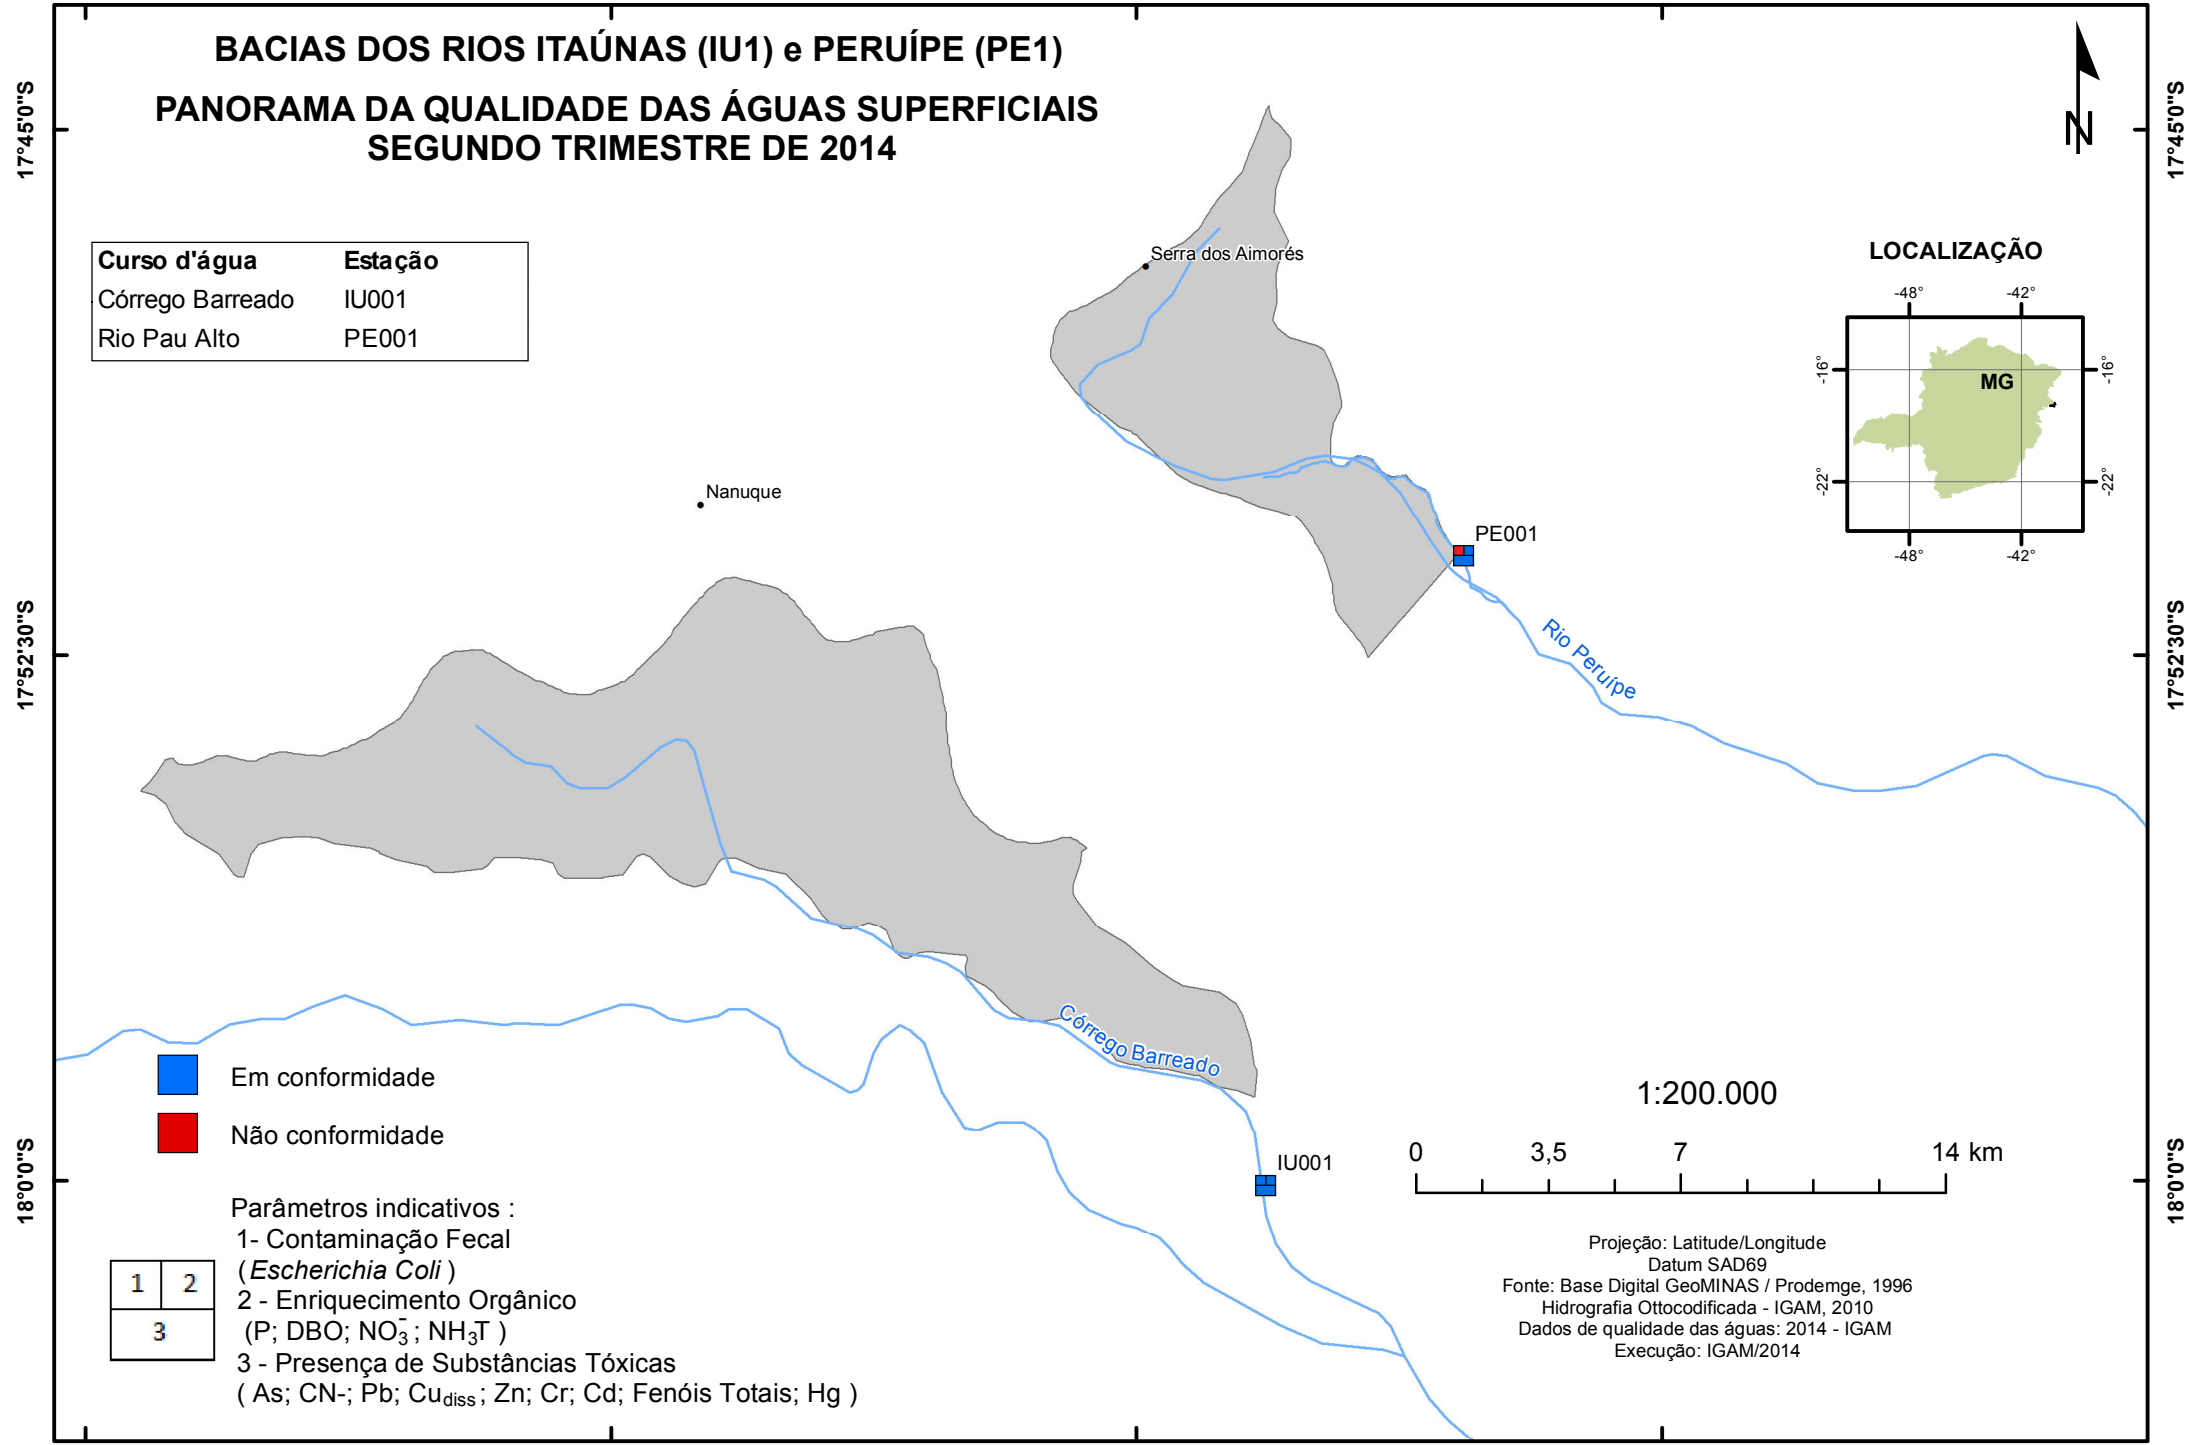 BACIAS DOS RIOS ITAÚNAS (IU1) e PERUÍPE (PE1)
PANORAMA DA QUALIDADE DAS ÁGUAS SUPERFICIAIS
SEGUNDO TRIMESTRE DE 2014
17°45'0"S
17°45'0"S
N
Curso d'água Estação
Córrego Barreado IU001
Rio Pau Alto PE001
Serra dos Aimorés
LOCALIZAÇÃO
-48° -42°
-16° -16°
MG
-22° -22°
-48° -42°
Nanuque
PE001
17°52'30"S
17°52'30"S
Rio Peruípe
Córrego Barreado
Em conformidade
Não conformidade
1:200.000
0 3,5 7 14 km
IU001
18°0'0"S
18°0'0"S
Parâmetros indicativos :
1- Contaminação Fecal
(Escherichia Coli )
2 - Enriquecimento Orgânico
(P; DBO; NO₃⁻; NH₃T )
3 - Presença de Substâncias Tóxicas
( As; CN-; Pb; Cu_diss; Zn; Cr; Cd; Fenóis Totais; Hg )
1 2
3
Projeção: Latitude/Longitude
Datum SAD69
Fonte: Base Digital GeoMINAS / Prodemge, 1996
Hidrografia Ottocodificada - IGAM, 2010
Dados de qualidade das águas: 2014 - IGAM
Execução: IGAM/2014